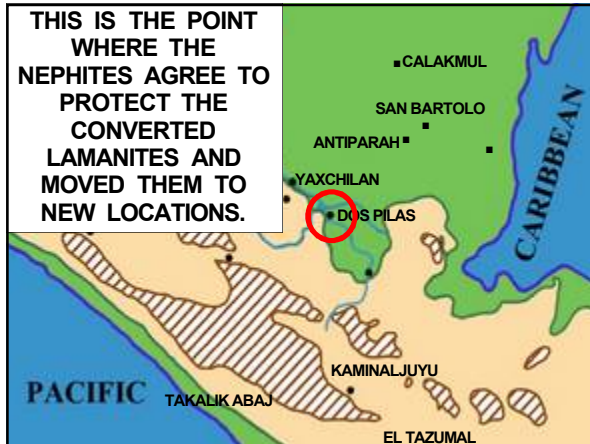 THIS IS THE POINT
WHERE THE
NEPHITES AGREE TO
PROTECT THE
CONVERTED
LAMANITES AND
MOVED THEM TO
NEW LOCATIONS.
CALAKMUL
SAN BARTOLO
ANTIPARAH
YAXCHILAN
DOS PILAS
CARIBBEAN
KAMINALJUYU
PACIFIC
TAKALIK ABAJ
EL TAZUMAL